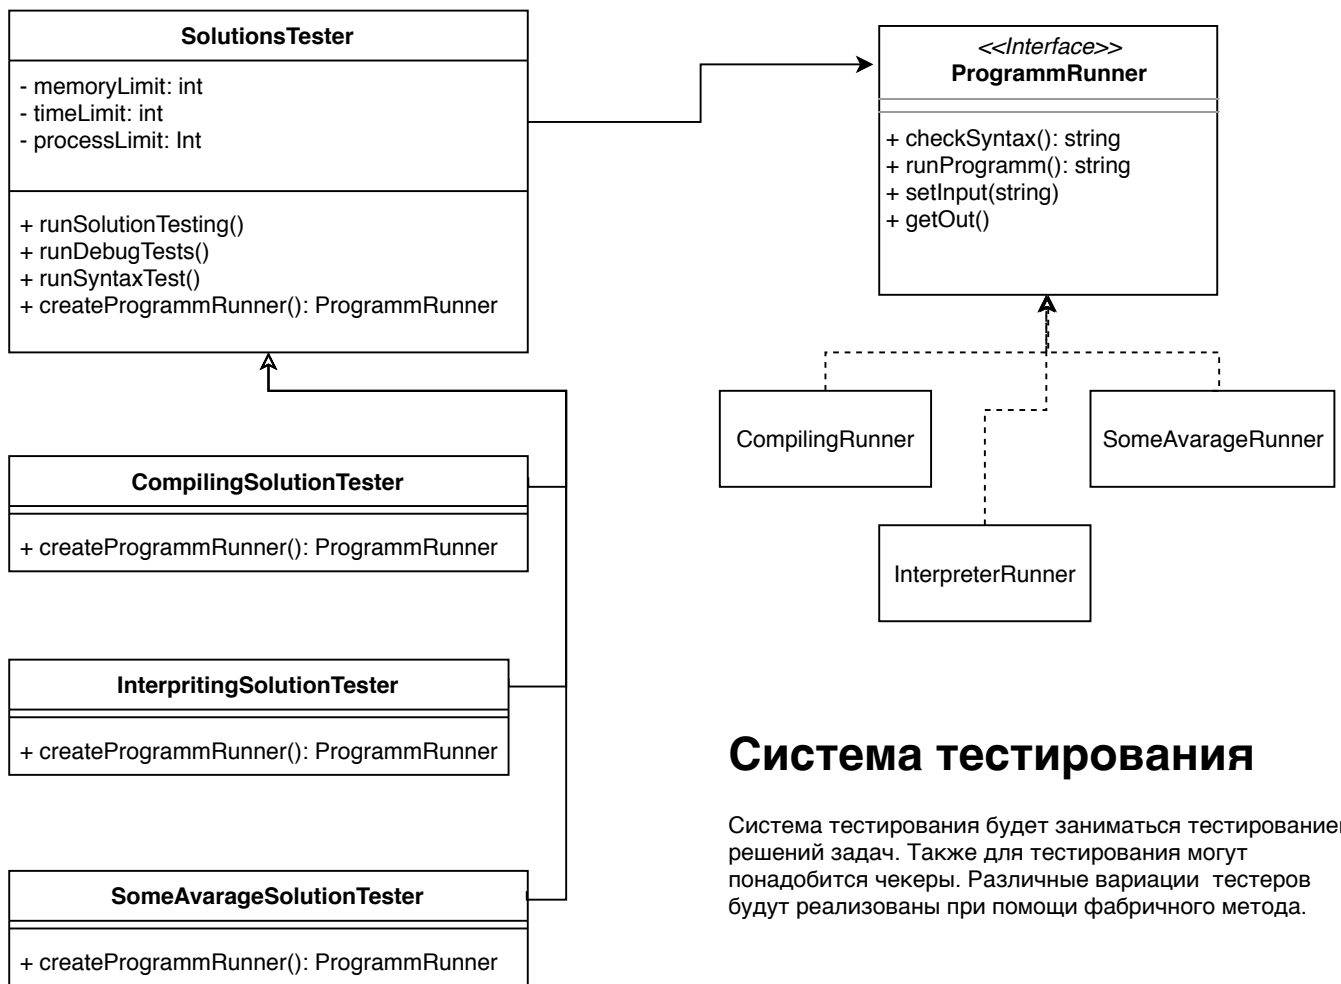 SolutionsTester
- memoryLimit: int
- timeLimit: int
- processLimit: Int
+ runSolutionTesting()
+ runDebugTests()
+ runSyntaxTest()
+ createProgrammRunner(): ProgrammRunner
<<Interface>>
ProgrammRunner
+ checkSyntax(): string
+ runProgramm(): string
+ setInput(string)
+ getOut()
CompilingRunner
SomeAvarageRunner
InterpreterRunner
CompilingSolutionTester
+ createProgrammRunner(): ProgrammRunner
InterpritingSolutionTester
+ createProgrammRunner(): ProgrammRunner
SomeAvarageSolutionTester
+ createProgrammRunner(): ProgrammRunner
Система тестирования
Система тестирования будет заниматься тестированием
решений задач. Также для тестирования могут
понадобится чекеры. Различные вариации тестеров
будут реализованы при помощи фабричного метода.